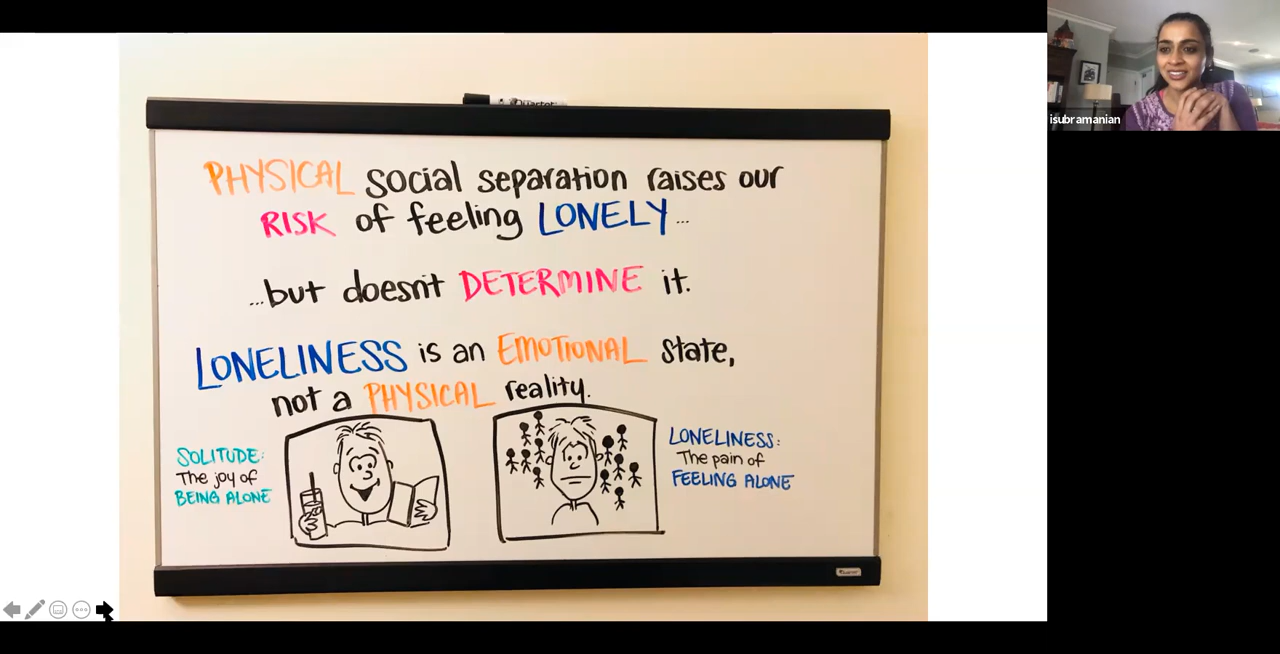 Quartet
PHYSICAL social separation raises our
RISK of feeling LONELY...
...but doesn't DETERMINE it.
LONELINESS is an EMOTIONAL state,
not a PHYSICAL reality.
SOLITUDE:
The joy of
BEING ALONE
LONELINESS:
The pain of
FEELING ALONE
isubramanian